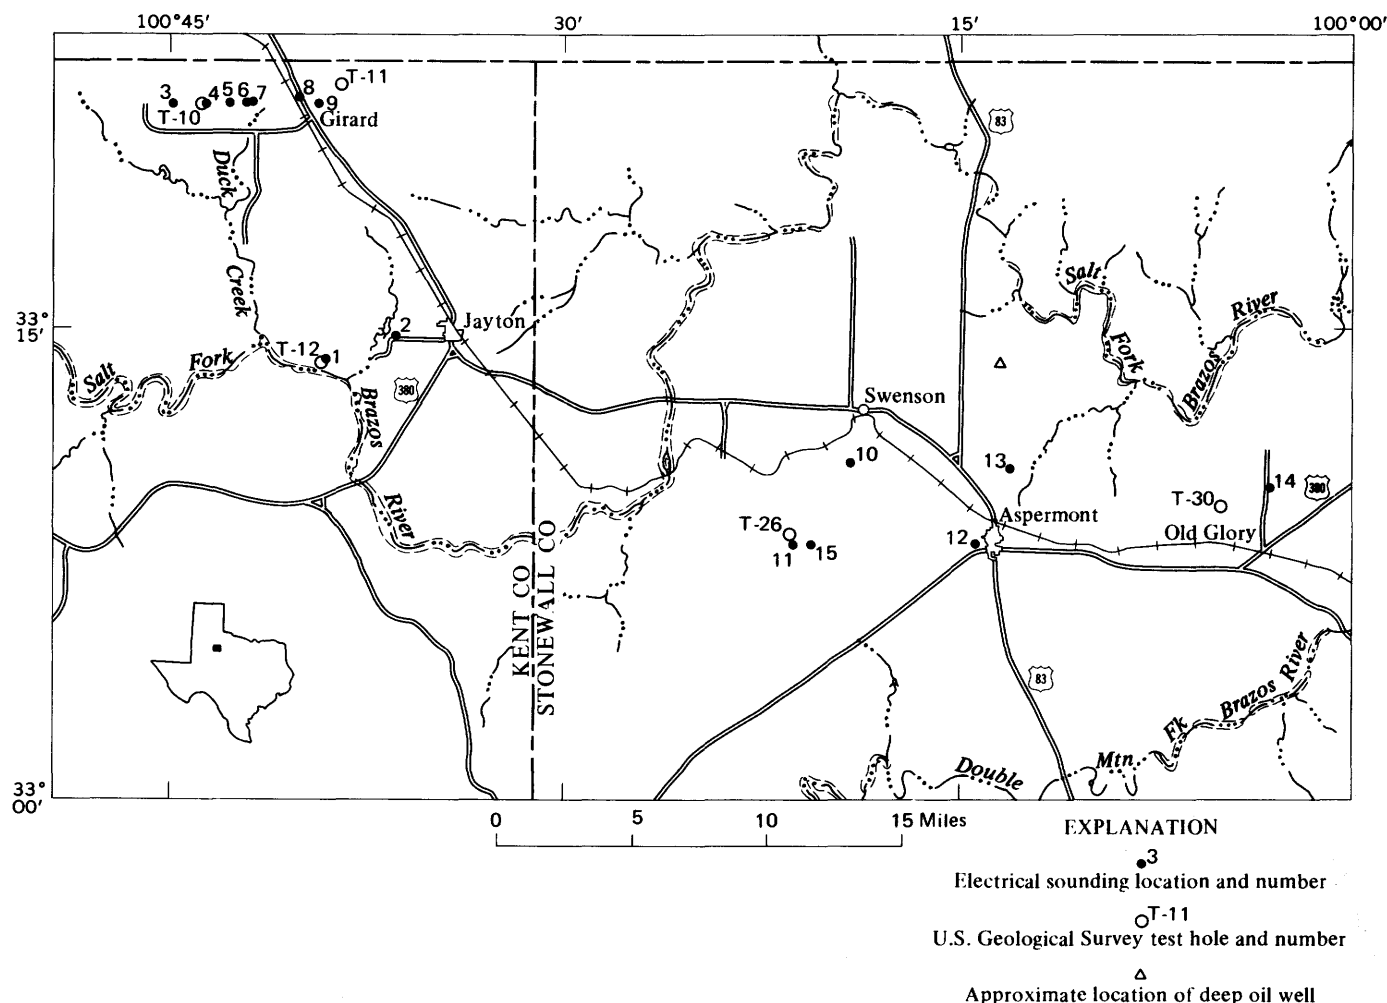 100°45′ 30′ 15′ 100°00′
T-11
3 4 5 6 7 8 9
T-10
Girard
83
Duck
Creek
Salt
Fork
Brazos
River
33°
15′
Jayton
2
T-12 1
Salt
Fork
Brazos
River
380
Swenson
10
13
14
380
T-30
T-26
11 15
Aspermont
12
Old Glory
KENT CO
STONEWALL CO
83
Double
Mtn
Fk
Brazos
River
33°
00′
0 5 10 15 Miles
EXPLANATION
3
Electrical sounding location and number
T-11
U.S. Geological Survey test hole and number
Approximate location of deep oil well